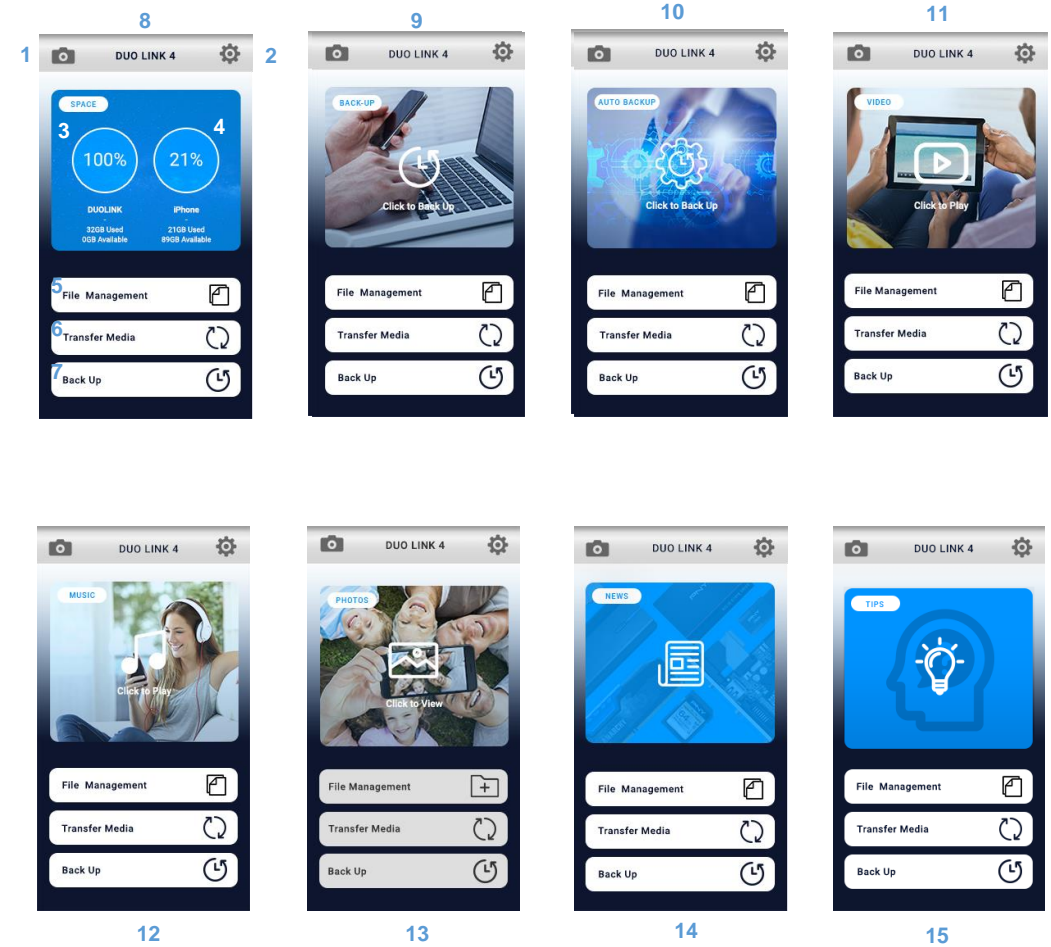 8
9
10
11
1
DUO LINK 4
2
DUO LINK 4
DUO LINK 4
DUO LINK 4
SPACE
3
4
100%
21%
DUOLINK
iPhone
-
-
32GB Used
21GB Used
0GB Available
89GB Available
5
File Management
6
Transfer Media
7
Back Up
BACK-UP
Click to Back Up
File Management
Transfer Media
Back Up
AUTO BACKUP
Click to Back Up
File Management
Transfer Media
Back Up
VIDEO
Click to Play
File Management
Transfer Media
Back Up
DUO LINK 4
MUSIC
Click to Play
File Management
Transfer Media
Back Up
12
DUO LINK 4
PHOTOS
Click to View
File Management
Transfer Media
Back Up
13
DUO LINK 4
NEWS
File Management
Transfer Media
Back Up
14
DUO LINK 4
TIPS
File Management
Transfer Media
Back Up
15